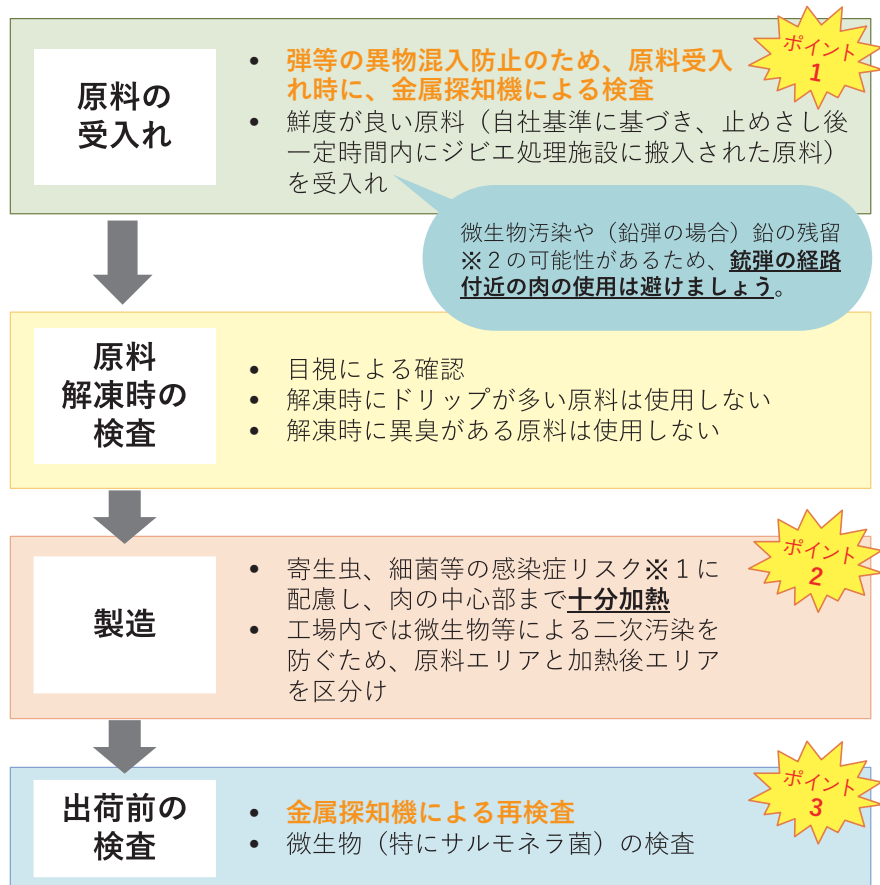 原料の
受入れ
• 弾等の異物混入防止のため、原料受入
れ時に、金属探知機による検査
• 鮮度が良い原料（自社基準に基づき、止めさし後
一定時間内にジビエ処理施設に搬入された原料）
を受入れ
ポイント
1
微生物汚染や（鉛弾の場合）鉛の残留
※２の可能性があるため、銃弾の経路
付近の肉の使用は避けましょう。
原料
解凍時の
検査
• 目視による確認
• 解凍時にドリップが多い原料は使用しない
• 解凍時に異臭がある原料は使用しない
製造
• 寄生虫、細菌等の感染症リスク※１に
配慮し、肉の中心部まで十分加熱
• 工場内では微生物等による二次汚染を
防ぐため、原料エリアと加熱後エリア
を区分け
ポイント
2
出荷前の
検査
• 金属探知機による再検査
• 微生物（特にサルモネラ菌）の検査
ポイント
3